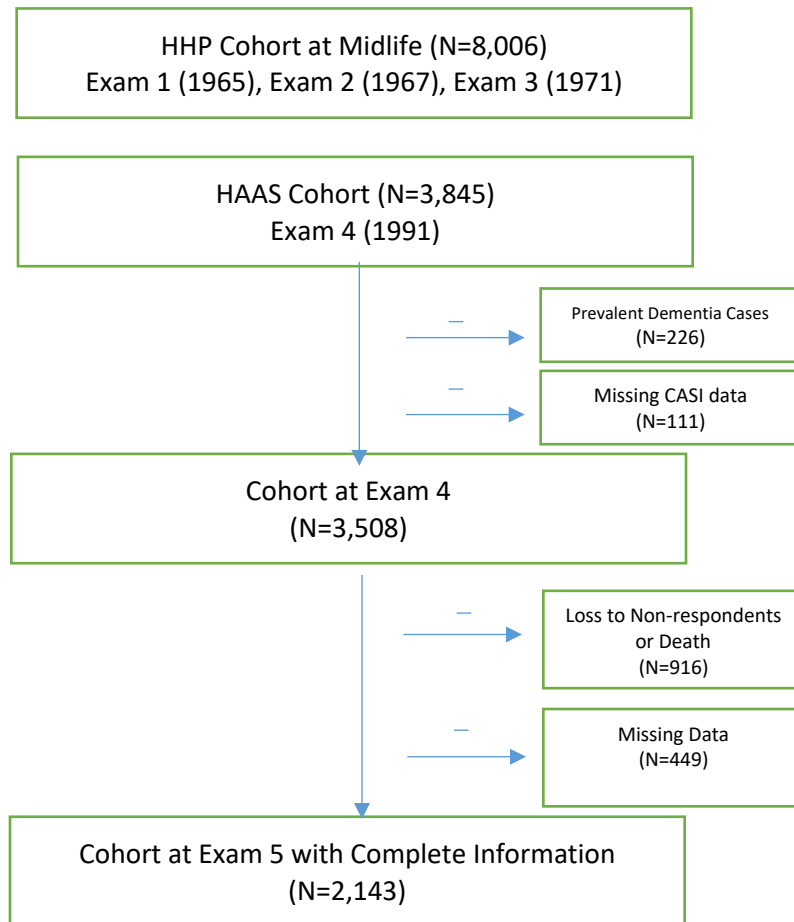 HHP Cohort at Midlife (N=8,006)
Exam 1 (1965), Exam 2 (1967), Exam 3 (1971)
HAAS Cohort (N=3,845)
Exam 4 (1991)
Prevalent Dementia Cases
(N=226)
Missing CASI data
(N=111)
Cohort at Exam 4
(N=3,508)
Loss to Non-respondents
or Death
(N=916)
Missing Data
(N=449)
Cohort at Exam 5 with Complete Information
(N=2,143)